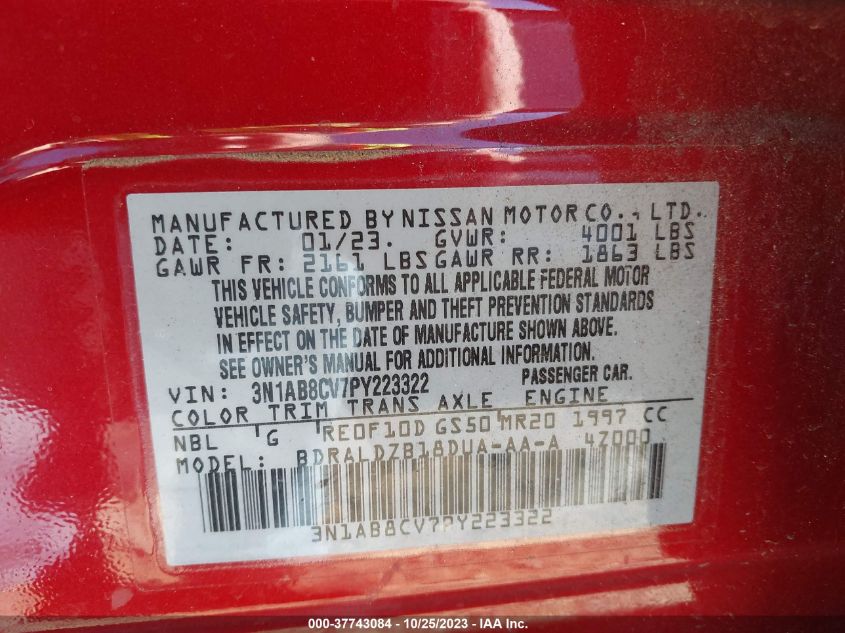 MANUFACTURED BY NISSAN MOTOR CO., LTD.
DATE: 01/23. GVWR: 4001 LBS
GAWR FR: 2161 LBS GAWR RR: 1863 LBS
THIS VEHICLE CONFORMS TO ALL APPLICABLE FEDERAL MOTOR
VEHICLE SAFETY, BUMPER AND THEFT PREVENTION STANDARDS
IN EFFECT ON THE DATE OF MANUFACTURE SHOWN ABOVE.
SEE OWNER'S MANUAL FOR ADDITIONAL INFORMATION.
VIN: 3N1AB8CV7PY223322 PASSENGER CAR.
COLOR TRIM TRANS AXLE ENGINE
NBL G RE0F10D GS50 MR20 1997 CC
MODEL: BDRALDZB18DUA-AA-A 4Z000
3N1AB8CV7PY223322
000-37743084 - 10/25/2023 - IAA Inc.